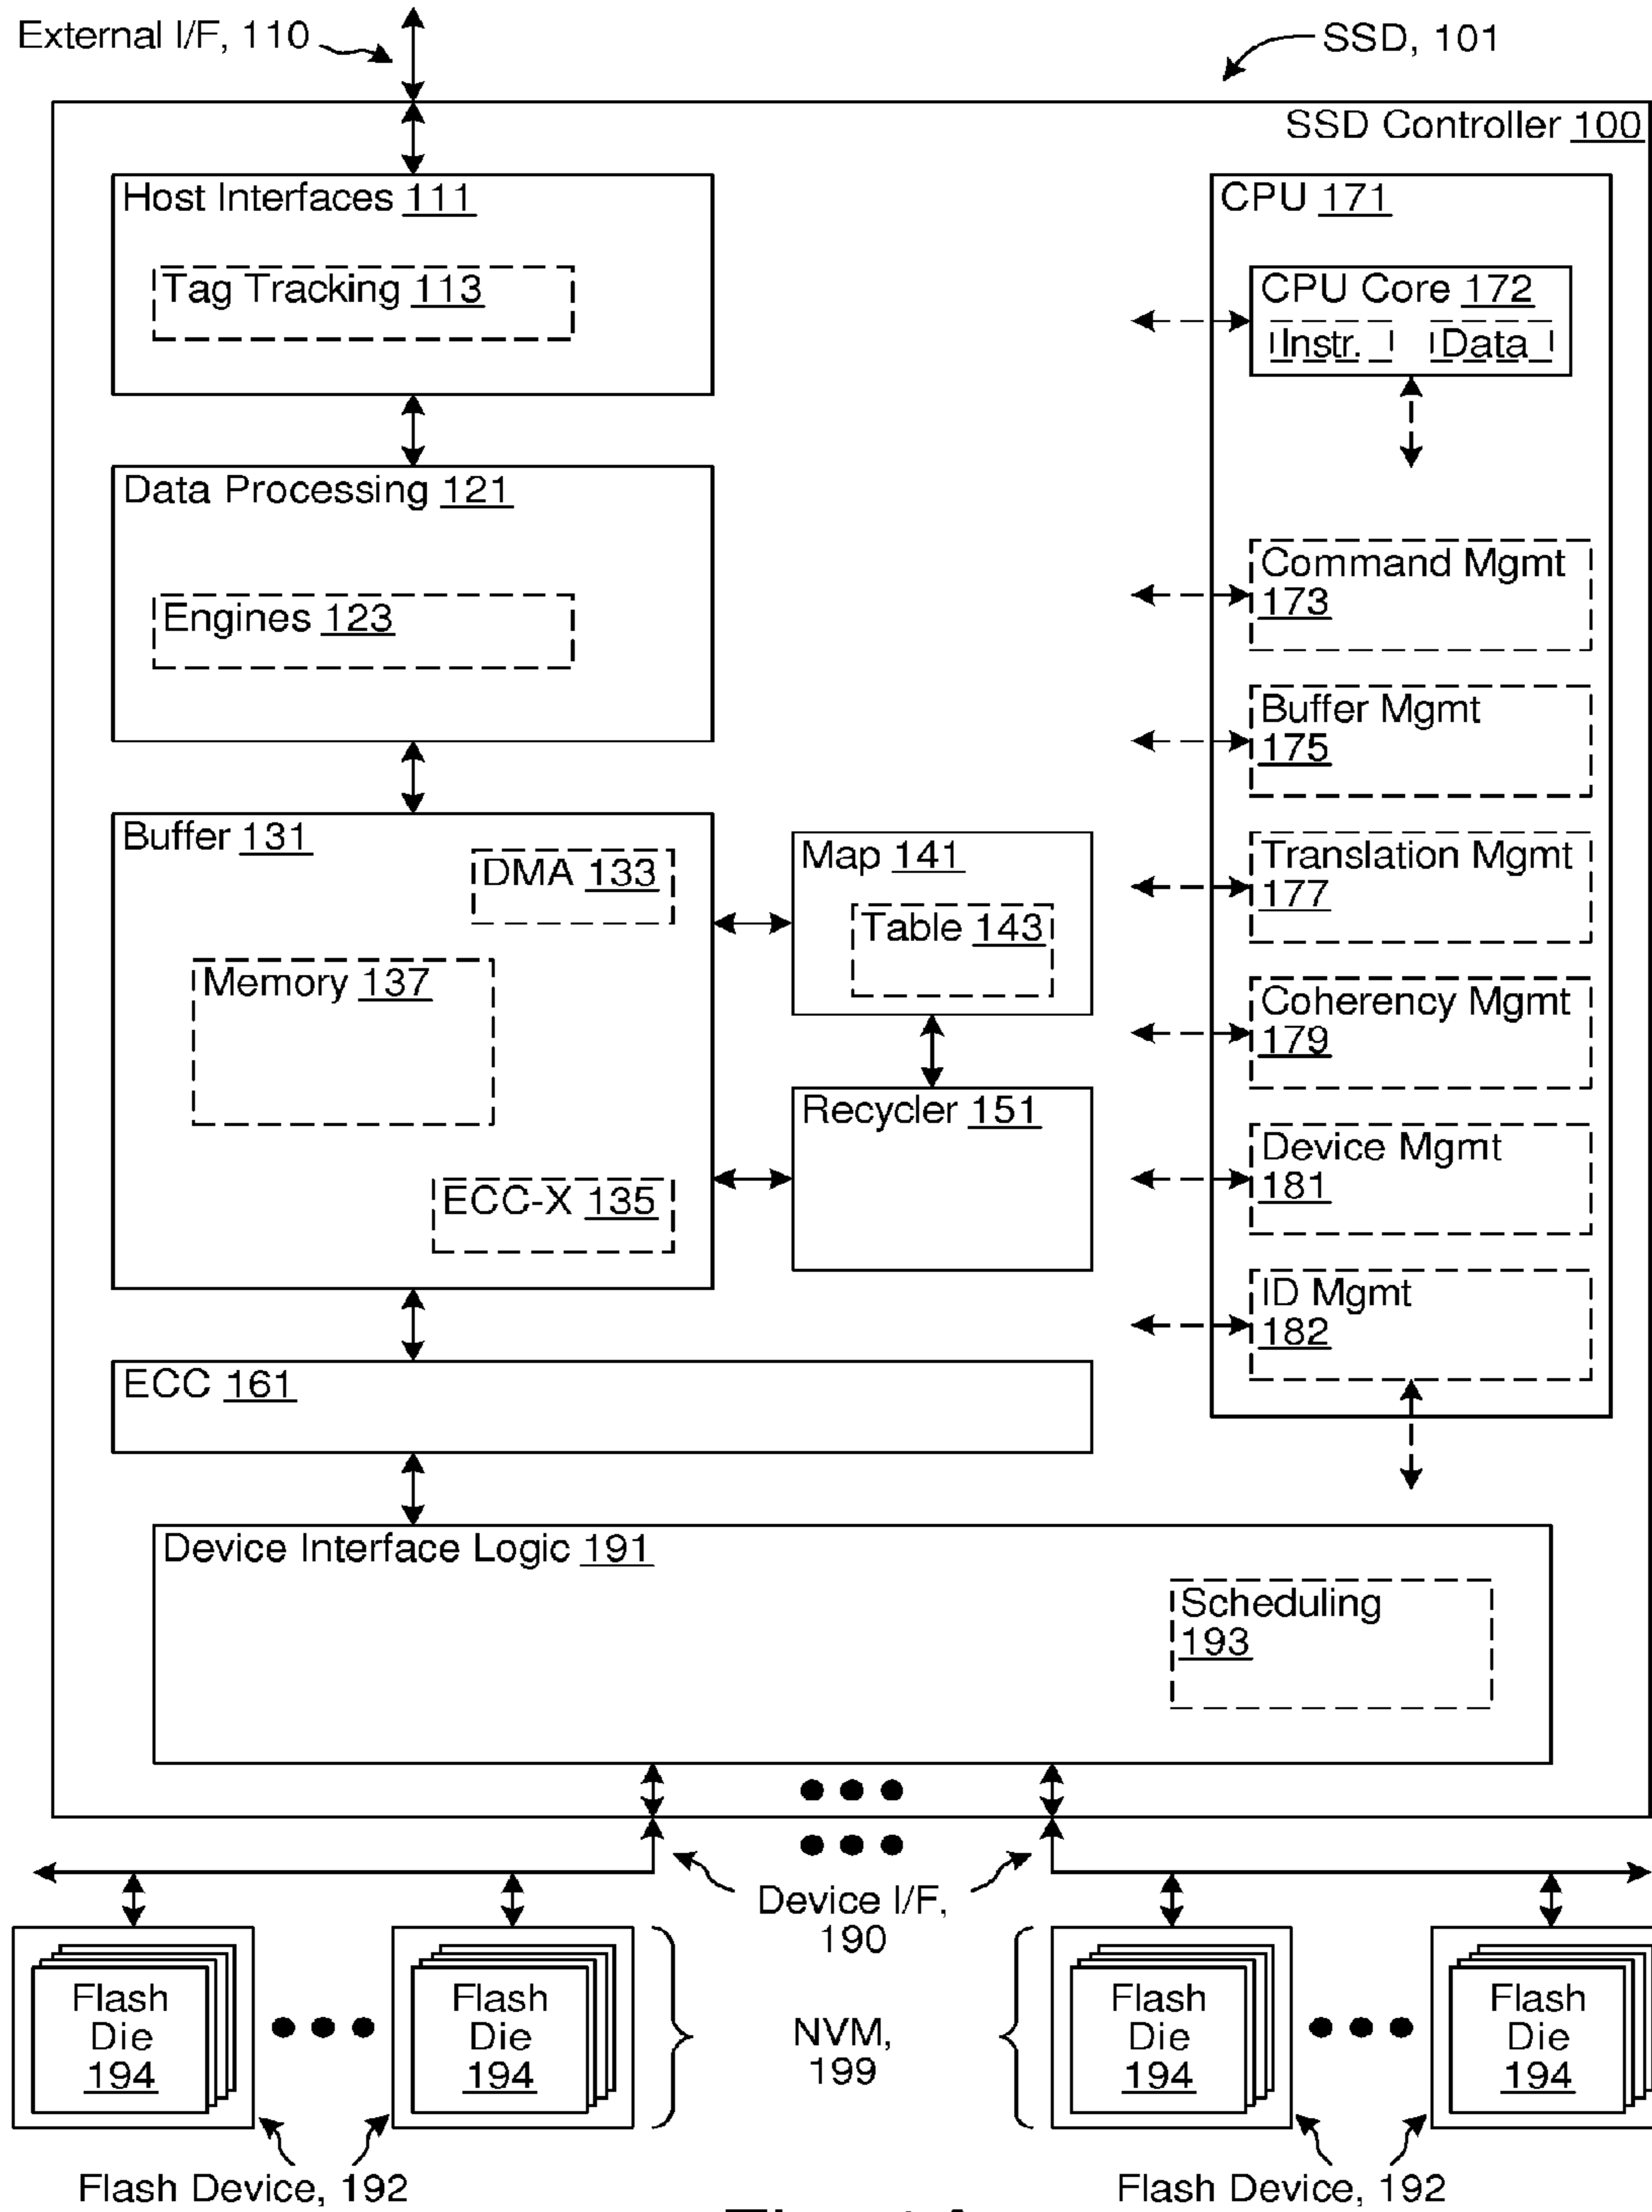 External I/F, 110
SSD, 101
SSD Controller 100
Host Interfaces 111
Tag Tracking 113
CPU 171
CPU Core 172
Instr.
Data
Data Processing 121
Engines 123
Command Mgmt
173
Buffer Mgmt
175
Buffer 131
DMA 133
Memory 137
ECC-X 135
Map 141
Table 143
Recycler 151
Translation Mgmt
177
Coherency Mgmt
179
Device Mgmt
181
ID Mgmt
182
ECC 161
Device Interface Logic 191
Scheduling
193
Device I/F,
190
Flash
Die
194
Flash
Die
194
NVM,
199
Flash
Die
194
Flash
Die
194
Flash Device, 192
Flash Device, 192